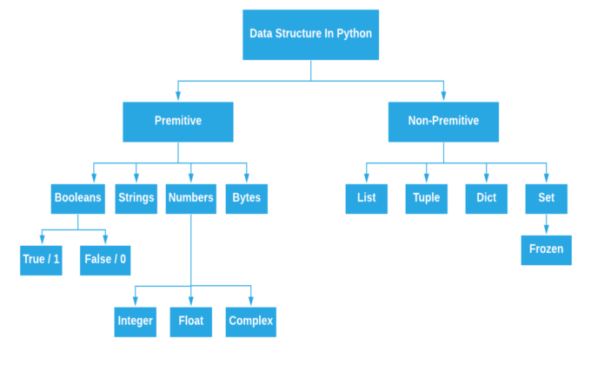 Data Structure In Python
Premitive
Non-Premitive
Booleans
Strings
Numbers
Bytes
List
Tuple
Dict
Set
True / 1
False / 0
Frozen
Integer
Float
Complex